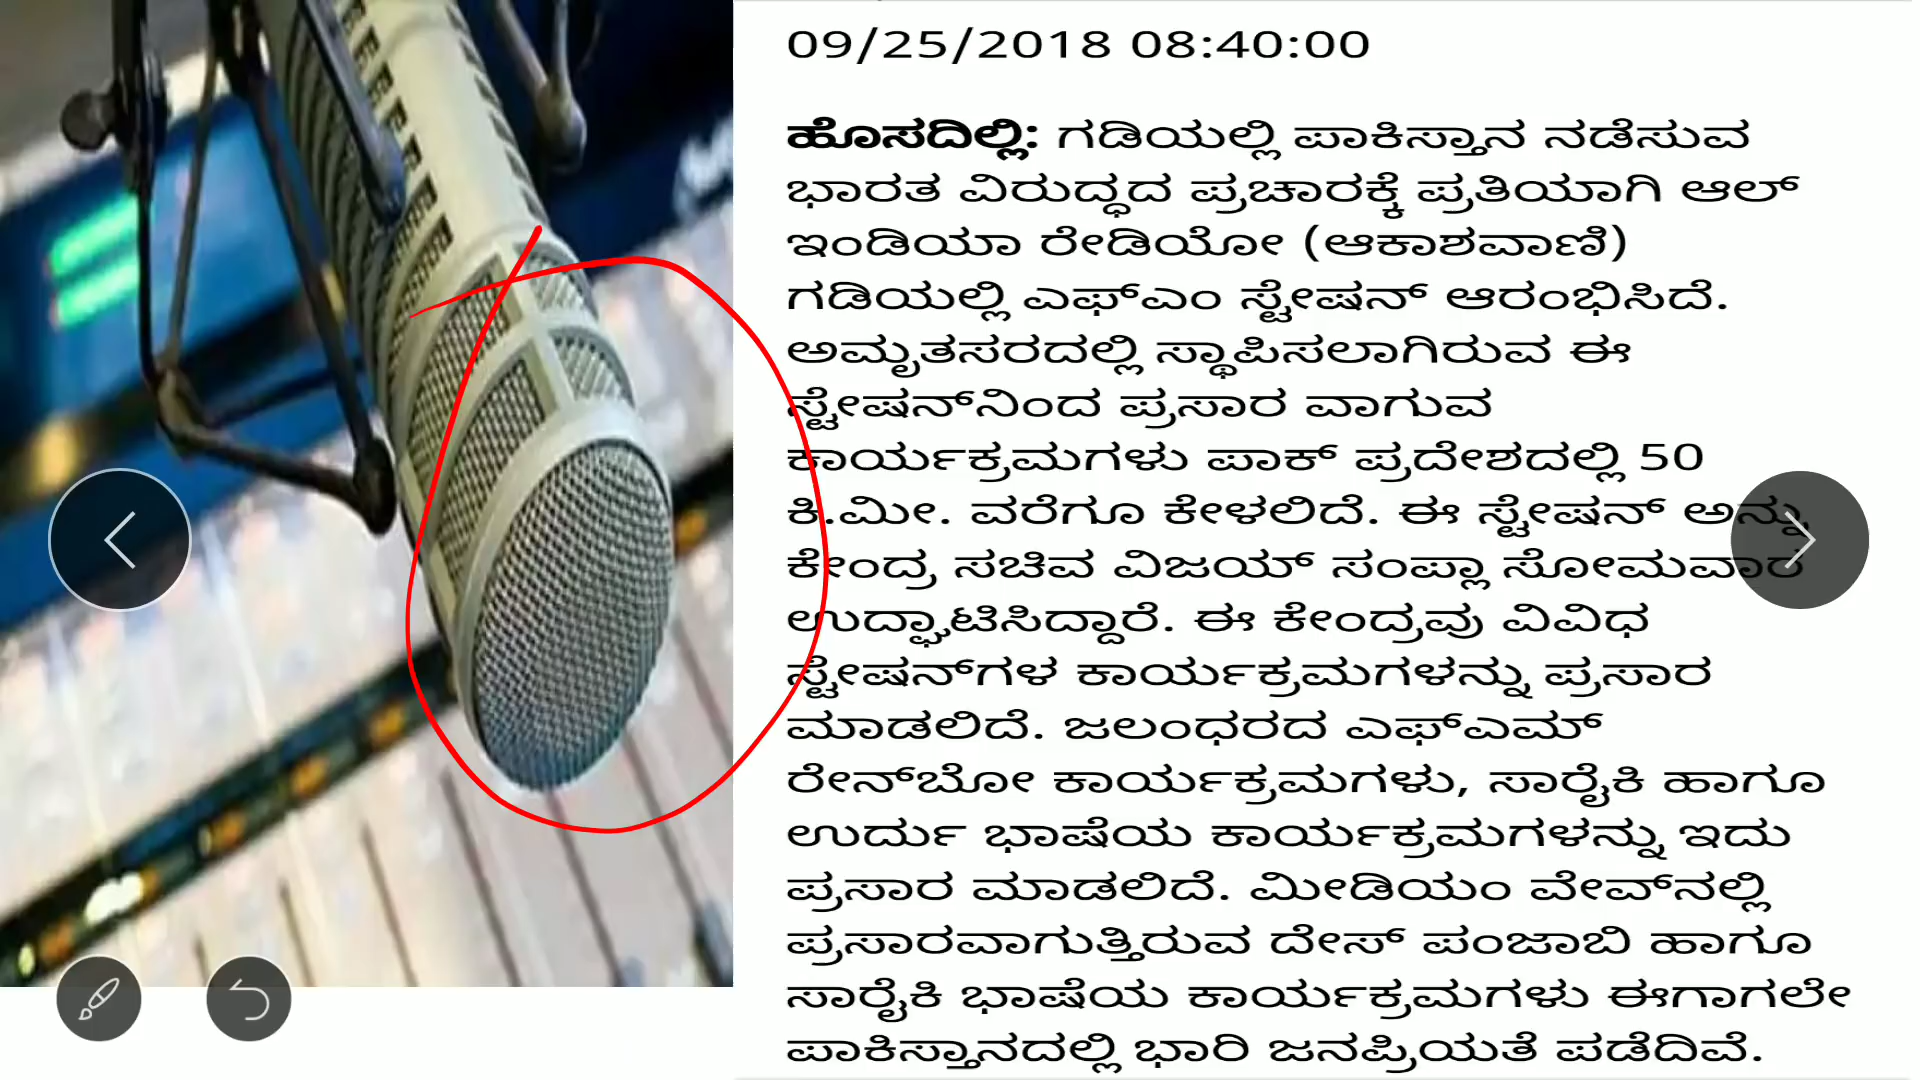 09/25/2018 08:40:00
ಹೊಸದಿಲ್ಲಿ: ಗಡಿಯಲ್ಲಿ ಪಾಕಿಸ್ತಾನ ನಡೆಸುವ
ಭಾರತ ವಿರುದ್ಧದ ಪ್ರಚಾರಕ್ಕೆ ಪ್ರತಿಯಾಗಿ ಆಲ್
ಇಂಡಿಯಾ ರೇಡಿಯೋ (ಆಕಾಶವಾಣಿ)
ಗಡಿಯಲ್ಲಿ ಎಫ್ಎಂ ಸ್ಟೇಷನ್ ಆರಂಭಿಸಿದೆ.
ಅಮೃತಸರದಲ್ಲಿ ಸ್ಥಾಪಿಸಲಾಗಿರುವ ಈ
ಸ್ಟೇಷನ್‌ನಿಂದ ಪ್ರಸಾರ ವಾಗುವ
ಕಾರ್ಯಕ್ರಮಗಳು ಪಾಕ್ ಪ್ರದೇಶದಲ್ಲಿ 50
ಕಿ.ಮೀ. ವರೆಗೂ ಕೇಳಲಿದೆ. ಈ ಸ್ಟೇಷನ್ ಅನ್ನು
ಕೇಂದ್ರ ಸಚಿವ ವಿಜಯ್ ಸಂಪ್ಲಾ ಸೋಮವಾರ
ಉದ್ಘಾಟಿಸಿದ್ದಾರೆ. ಈ ಕೇಂದ್ರವು ವಿವಿಧ
ಸ್ಟೇಷನ್‌ಗಳ ಕಾರ್ಯಕ್ರಮಗಳನ್ನು ಪ್ರಸಾರ
ಮಾಡಲಿದೆ. ಜಲಂಧರದ ಎಫ್ಎಮ್
ರೇನ್‌ಬೋ ಕಾರ್ಯಕ್ರಮಗಳು, ಸಾರೈಕಿ ಹಾಗೂ
ಉರ್ದು ಭಾಷೆಯ ಕಾರ್ಯಕ್ರಮಗಳನ್ನು ಇದು
ಪ್ರಸಾರ ಮಾಡಲಿದೆ. ಮೀಡಿಯಂ ವೇವ್‌ನಲ್ಲಿ
ಪ್ರಸಾರವಾಗುತ್ತಿರುವ ದೇಸ್ ಪಂಜಾಬಿ ಹಾಗೂ
ಸಾರೈಕಿ ಭಾಷೆಯ ಕಾರ್ಯಕ್ರಮಗಳು ಈಗಾಗಲೇ
ಪಾಕಿಸ್ತಾನದಲ್ಲಿ ಭಾರಿ ಜನಪ್ರಿಯತೆ ಪಡೆದಿವೆ.